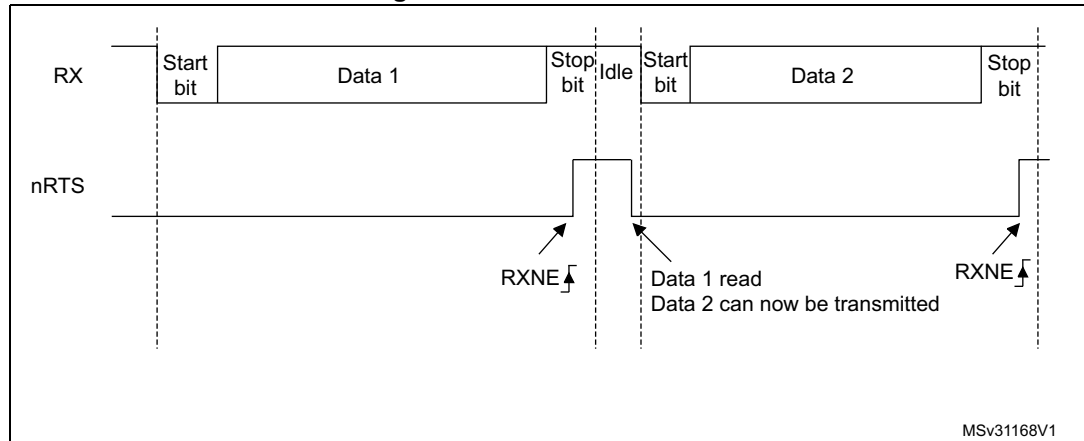 RX
Start
bit
Data 1
Stop
bit
Idle
Start
bit
Data 2
Stop
bit
nRTS
RXNE
Data 1 read
Data 2 can now be transmitted
RXNE
MSv31168V1